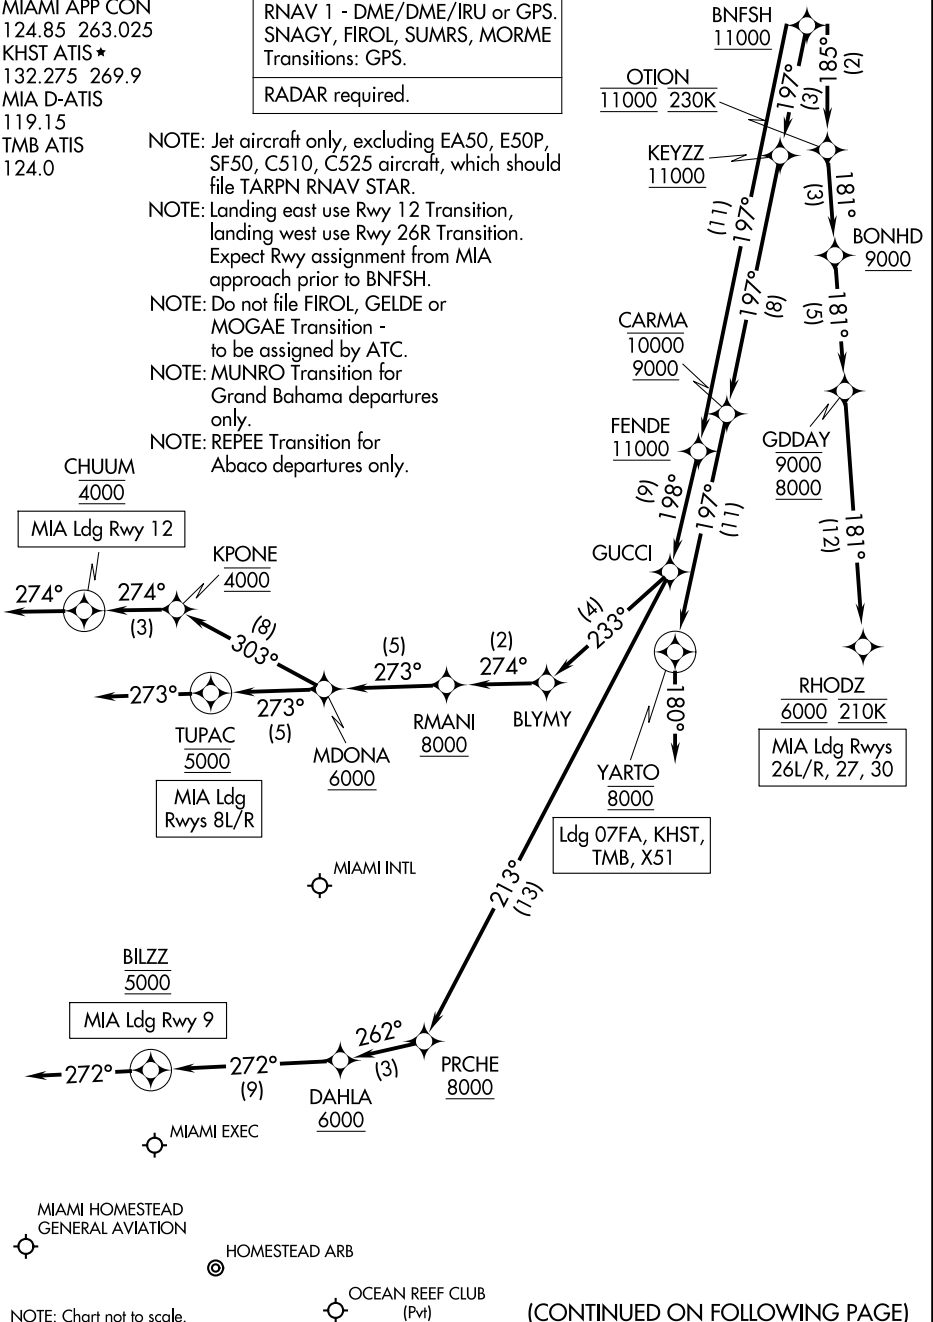 MIAMI APP CON
124.85 263.025
KHST ATIS★
132.275 269.9
MIA D-ATIS
119.15
TMB ATIS
124.0
RNAV 1 - DME/DME/IRU or GPS.
SNAGY, FIROL, SUMRS, MORME
Transitions: GPS.
RADAR required.
NOTE: Jet aircraft only, excluding EA50, E50P,
SF50, C510, C525 aircraft, which should
file TARPN RNAV STAR.
NOTE: Landing east use Rwy 12 Transition,
landing west use Rwy 26R Transition.
Expect Rwy assignment from MIA
approach prior to BNFSH.
NOTE: Do not file FIROL, GELDE or
MOGAE Transition -
to be assigned by ATC.
NOTE: MUNRO Transition for
Grand Bahama departures
only.
NOTE: REPEE Transition for
Abaco departures only.
BNFSH
11000
185°
(2)
197°
(3)
OTION
11000 230K
KEYZZ
11000
181°
(3)
(11)
197°
BONHD
9000
197°
(8)
181°
(5)
CARMA
10000
9000
FENDE
11000
GDDAY
9000
8000
(9)
198°
197°
(11)
181°
(12)
GUCCI
CHUUM
4000
MIA Ldg Rwy 12
KPONE
4000
274°
274°
(3)
(8)
303°
(4)
233°
(5)
273°
(2)
274°
273°
273°
(5)
TUPAC
5000
MIA Ldg
Rwys 8L/R
MDONA
6000
RMANI
8000
BLYMY
180°
YARTO
8000
Ldg 07FA, KHST,
TMB, X51
RHODZ
6000 210K
MIA Ldg Rwys
26L/R, 27, 30
MIAMI INTL
213°
(13)
BILZZ
5000
MIA Ldg Rwy 9
272°
272°
(9)
262°
(3)
DAHLA
6000
PRCHE
8000
MIAMI EXEC
MIAMI HOMESTEAD
GENERAL AVIATION
HOMESTEAD ARB
OCEAN REEF CLUB
(Pvt)
NOTE: Chart not to scale.
(CONTINUED ON FOLLOWING PAGE)